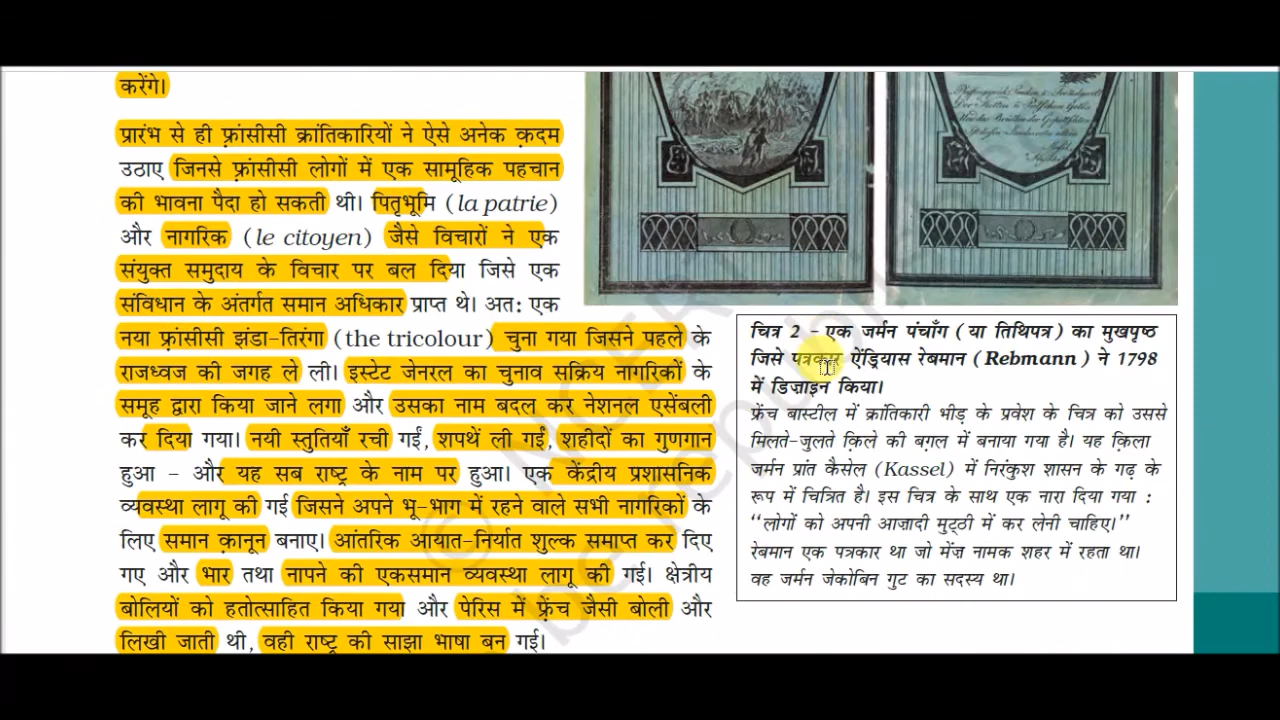 करेंगे।
प्रारंभ से ही फ़्रांसीसी क्रांतिकारियों ने ऐसे अनेक क़दम
उठाए जिनसे फ़्रांसीसी लोगों में एक सामूहिक पहचान
की भावना पैदा हो सकती थी। पितृभूमि (la patrie)
और नागरिक (le citoyen) जैसे विचारों ने एक
संयुक्त समुदाय के विचार पर बल दिया जिसे एक
संविधान के अंतर्गत समान अधिकार प्राप्त थे। अत: एक
नया फ़्रांसीसी झंडा-तिरंगा (the tricolour) चुना गया जिसने पहले के
राजध्वज की जगह ले ली। इस्टेट जेनरल का चुनाव सक्रिय नागरिकों के
समूह द्वारा किया जाने लगा और उसका नाम बदल कर नेशनल एसेंबली
कर दिया गया। नयी स्तुतियाँ रची गईं, शपथें ली गईं, शहीदों का गुणगान
हुआ – और यह सब राष्ट्र के नाम पर हुआ। एक केंद्रीय प्रशासनिक
व्यवस्था लागू की गई जिसने अपने भू-भाग में रहने वाले सभी नागरिकों के
लिए समान क़ानून बनाए। आंतरिक आयात-निर्यात शुल्क समाप्त कर दिए
गए और भार तथा नापने की एकसमान व्यवस्था लागू की गई। क्षेत्रीय
बोलियों को हतोत्साहित किया गया और पेरिस में फ़्रेंच जैसी बोली और
लिखी जाती थी, वही राष्ट्र की साझा भाषा बन गई।
चित्र 2 – एक जर्मन पंचाँग (या तिथिपत्र) का मुखपृष्ठ
जिसे पत्रकार ऐंड्रियास रेबमान (Rebmann) ने 1798
में डिज़ाइन किया।
फ्रेंच बास्टील में क्रांतिकारी भीड़ के प्रवेश के चित्र को उससे
मिलते-जुलते क़िले की बग़ल में बनाया गया है। यह क़िला
जर्मन प्रांत कैसेल (Kassel) में निरंकुश शासन के गढ़ के
रूप में चित्रित है। इस चित्र के साथ एक नारा दिया गया :
“लोगों को अपनी आजादी मुट्ठी में कर लेनी चाहिए।”
रेबमान एक पत्रकार था जो मेंज़ नामक शहर में रहता था।
वह जर्मन जेकोबिन गुट का सदस्य था।